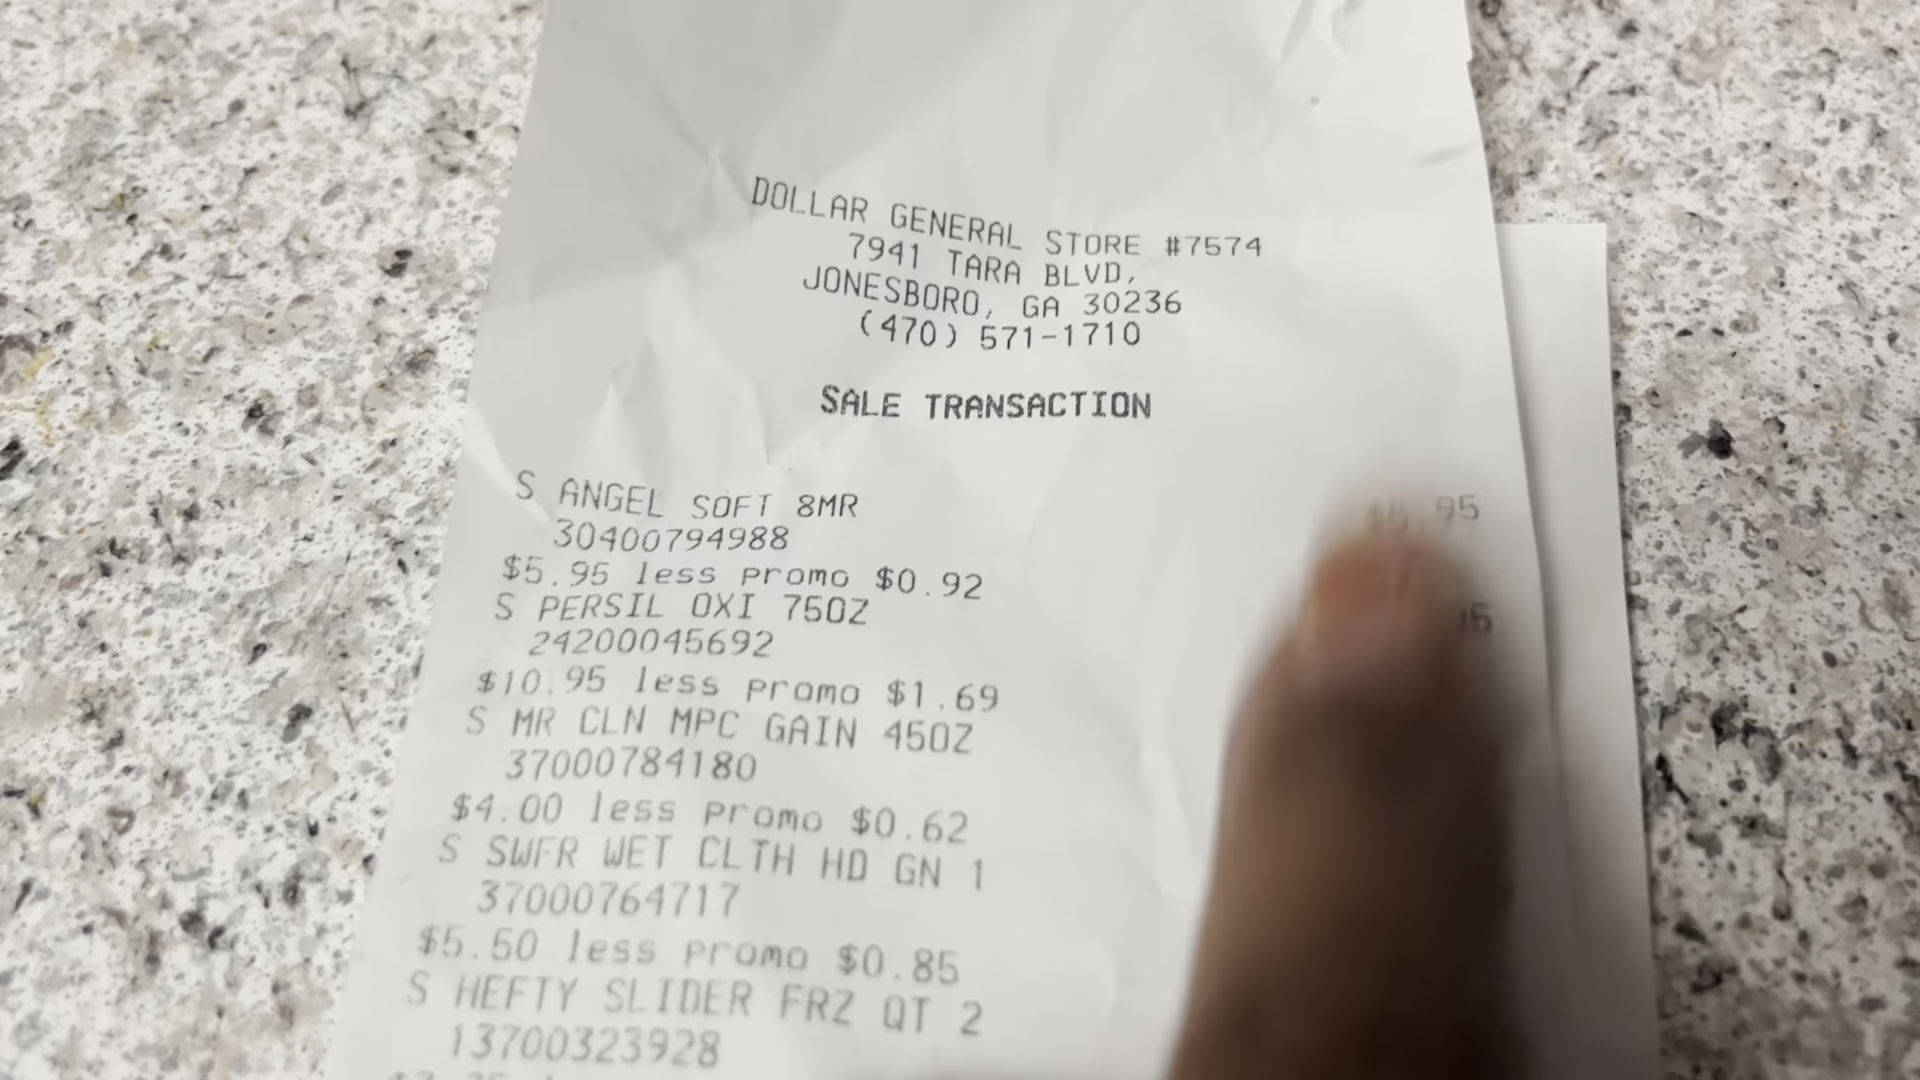 DOLLAR GENERAL STORE #7574
7941 TARA BLVD,
JONESBORO, GA 30236
(470) 571-1710
SALE TRANSACTION
S ANGEL SOFT 8MR $5.95
30400794988
$5.95 less promo $0.92
S PERSIL OXI 75OZ
24200045692
$10.95 less promo $1.69
S MR CLN MPC GAIN 45OZ
37000784180
$4.00 less promo $0.62
S SWFR WET CLTH HD GN 1
37000764717
$5.50 less promo $0.85
S HEFTY SLIDER FRZ QT 2
13700323928